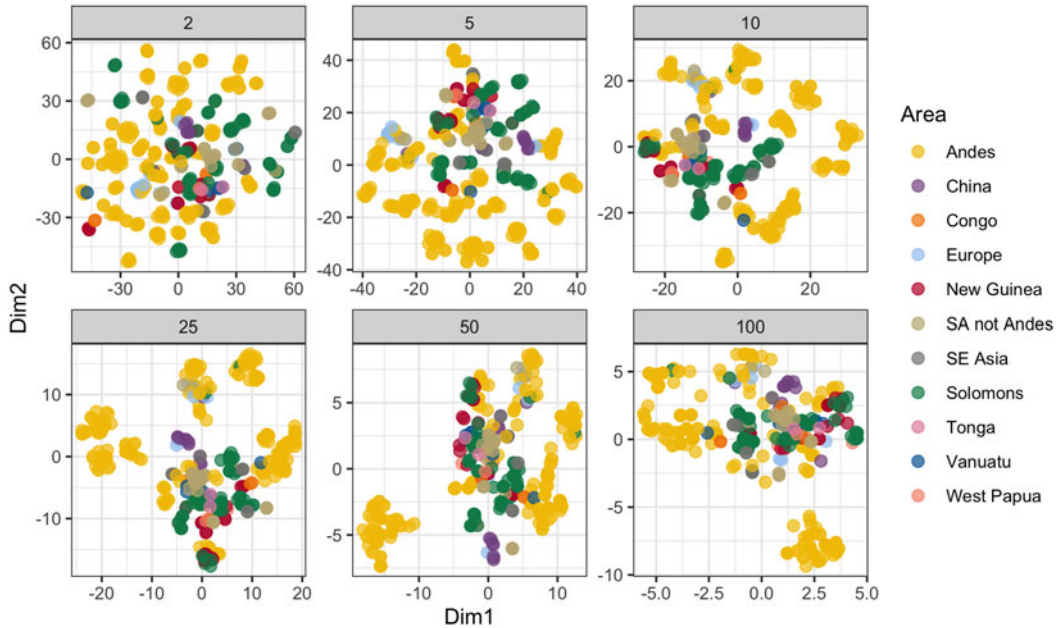 2 5 10
60
30
0
-30
-30 0 30 60
40
20
0
-20
-40
-40 -20 0 20 40
20
0
-20
-20 0 20
25 50 100
10
0
-10
-20 -10 0 10 20
5
0
-5
-10 0 10
5
0
-5
-10
-5.0 -2.5 0.0 2.5 5.0
Dim2
Dim1
Area
Andes
China
Congo
Europe
New Guinea
SA not Andes
SE Asia
Solomons
Tonga
Vanuatu
West Papua